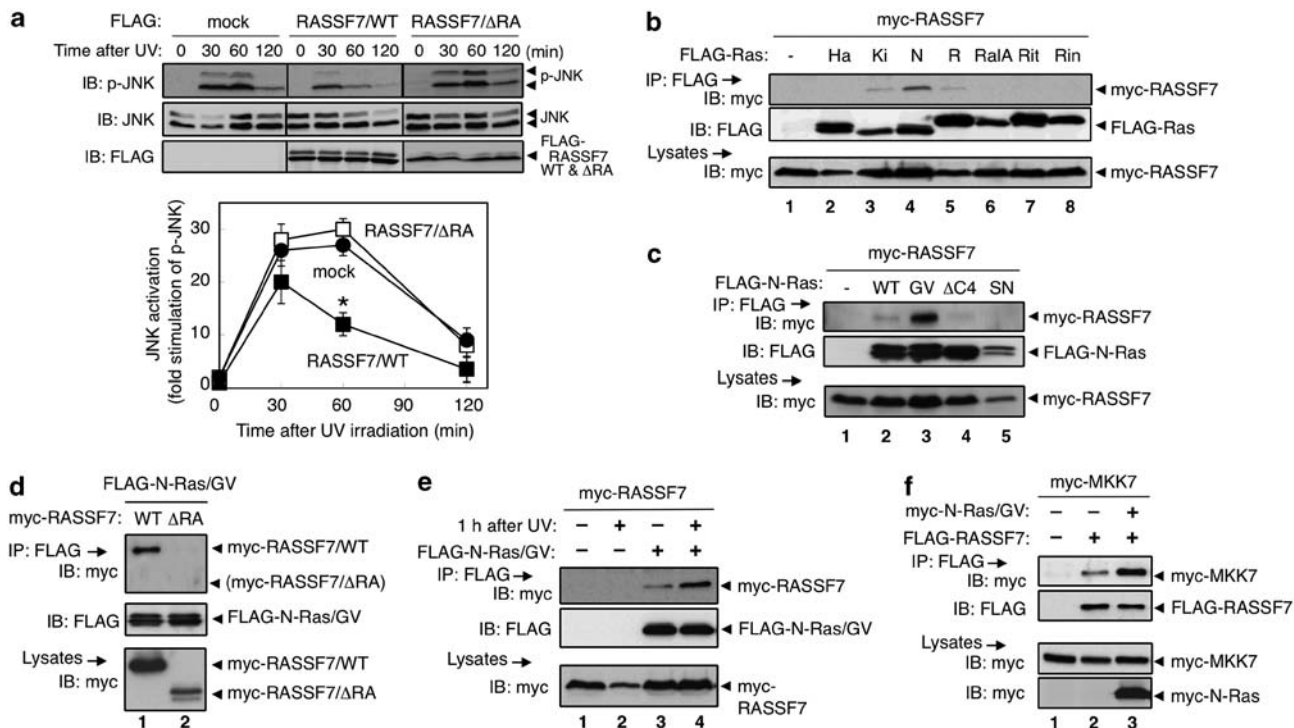 a
FLAG: mock RASSF7/WT RASSF7/ΔRA
Time after UV: 0 30 60 120 0 30 60 120 0 30 60 120 (min)
IB: p-JNK p-JNK
IB: JNK JNK
IB: FLAG FLAG-RASSF7 WT & ΔRA
JNK activation
(fold stimulation of p-JNK)
30
20
10
0
RASSF7/ΔRA
mock
*
RASSF7/WT
0 30 60 90 120
Time after UV irradiation (min)
b
myc-RASSF7
FLAG-Ras: - Ha Ki N R RalA Rit Rin
IP: FLAG →
IB: myc myc-RASSF7
IB: FLAG FLAG-Ras
Lysates →
IB: myc myc-RASSF7
1 2 3 4 5 6 7 8
c
myc-RASSF7
FLAG-N-Ras: - WT GV ΔC4 SN
IP: FLAG →
IB: myc myc-RASSF7
IB: FLAG FLAG-N-Ras
Lysates →
IB: myc myc-RASSF7
1 2 3 4 5
d
FLAG-N-Ras/GV
myc-RASSF7: WT ΔRA
IP: FLAG → myc-RASSF7/WT
IB: myc
(myc-RASSF7/ΔRA)
IB: FLAG FLAG-N-Ras/GV
Lysates → myc-RASSF7/WT
IB: myc myc-RASSF7/ΔRA
1 2
e
myc-RASSF7
1 h after UV: – + – +
FLAG-N-Ras/GV: – – + +
IP: FLAG →
IB: myc myc-RASSF7
IB: FLAG FLAG-N-Ras/GV
Lysates →
IB: myc myc-RASSF7
1 2 3 4
f
myc-MKK7
myc-N-Ras/GV: – – +
FLAG-RASSF7: – + +
IP: FLAG →
IB: myc myc-MKK7
IB: FLAG FLAG-RASSF7
Lysates →
IB: myc myc-MKK7
IB: myc myc-N-Ras
1 2 3